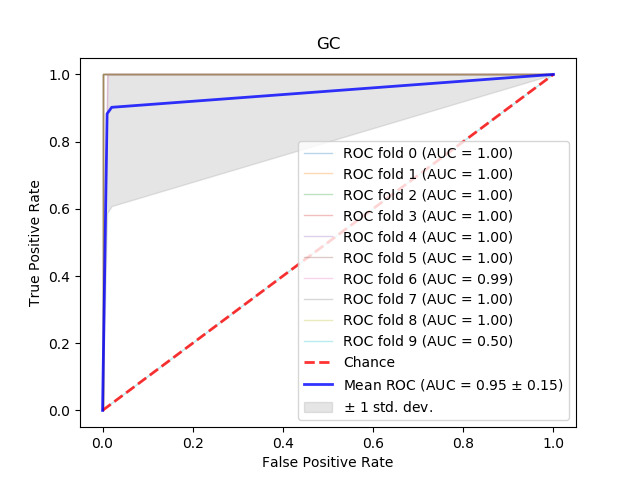 GC
True Positive Rate
1.0
0.8
0.6
0.4
0.2
0.0
ROC fold 0 (AUC = 1.00)
ROC fold 1 (AUC = 1.00)
ROC fold 2 (AUC = 1.00)
ROC fold 3 (AUC = 1.00)
ROC fold 4 (AUC = 1.00)
ROC fold 5 (AUC = 1.00)
ROC fold 6 (AUC = 0.99)
ROC fold 7 (AUC = 1.00)
ROC fold 8 (AUC = 1.00)
ROC fold 9 (AUC = 0.50)
Chance
Mean ROC (AUC = 0.95 ± 0.15)
± 1 std. dev.
0.0 0.2 0.4 0.6 0.8 1.0
False Positive Rate